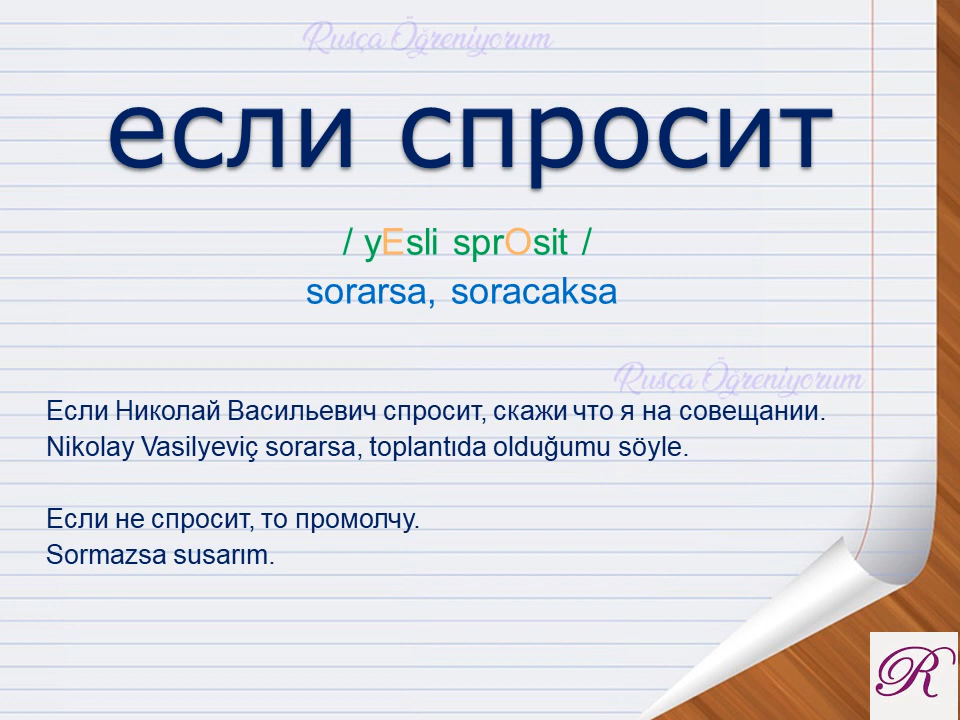 Rusça Öğreniyorum
если спросит
/ yEsli sprOsit /
sorarsa, soracaksa
Rusça Öğreniyorum
Если Николай Васильевич спросит, скажи что я на совещании.
Nikolay Vasilyeviç sorarsa, toplantıda olduğumu söyle.
Если не спросит, то промолчу.
Sormazsa susarım.
R